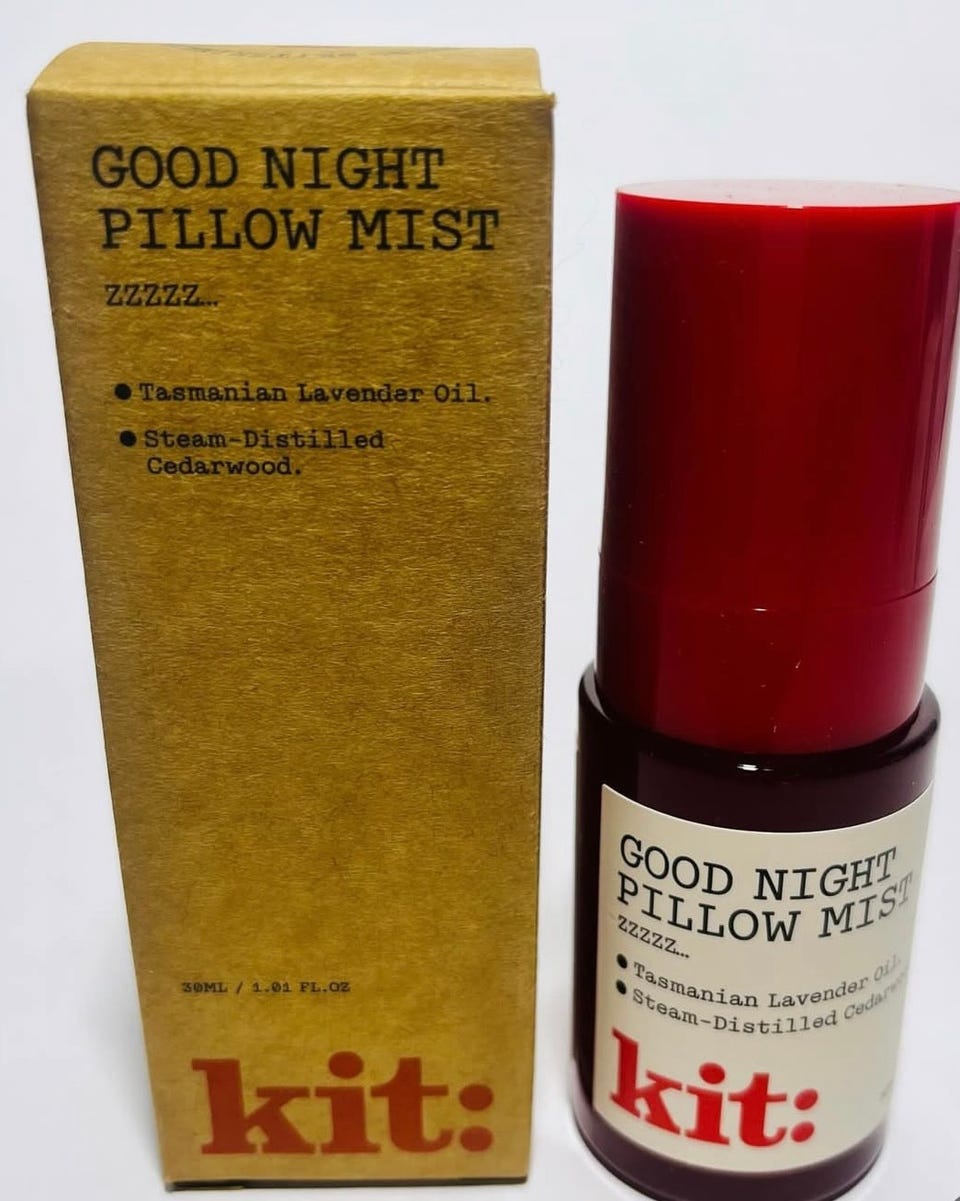 GOOD NIGHT
PILLOW MIST
ZZZZZ...
● Tasmanian Lavender Oil.
● Steam-Distilled
Cedarwood.
30ML / 1.01 FL.OZ
kit:
GOOD NIGHT
PILLOW MIST
ZZZZZ...
● Tasmanian Lavender Oil.
● Steam-Distilled
kit: